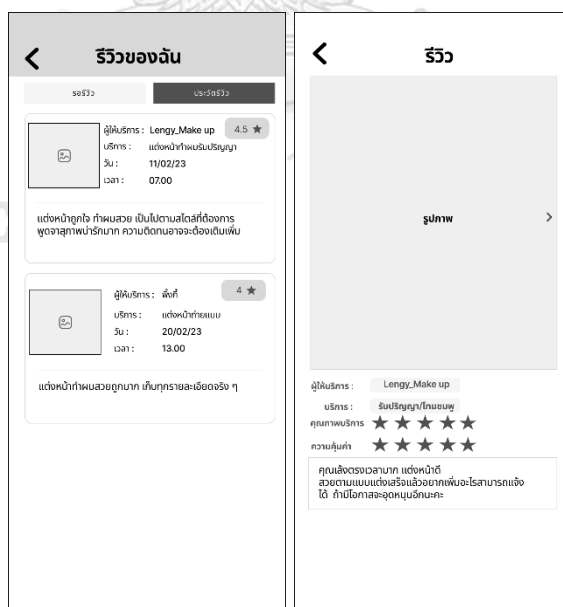 รีวิวของฉัน
รอรีวิว
ประวัติรีวิว
ผู้ให้บริการ : Lengy_Make up 4.5 ★
บริการ : แต่งหน้าทำผมรับปริญญา
วัน : 11/02/23
เวลา : 07.00
แต่งหน้าถูกใจ ทำผมสวย เป็นไปตามสไตล์ที่ต้องการ
พูดจาสุภาพน่ารักมาก ความติดทนอาจจะต้องเติมเพิ่ม
ผู้ให้บริการ : พิ้งกี้ 4 ★
บริการ : แต่งหน้าถ่ายแบบ
วัน : 20/02/23
เวลา : 13.00
แต่งหน้าทำผมสวยถูกมาก เก็บทุกรายละเอียดจริง ๆ
รีวิว
รูปภาพ
ผู้ให้บริการ : Lengy_Make up
บริการ : รับปริญญา/โทนชมพู
คุณภาพบริการ ★ ★ ★ ★ ★
ความคุ้มค่า ★ ★ ★ ★ ★
คุณเล้งตรงเวลามาก แต่งหน้าดี
สวยตามแบบแต่งเสร็จแล้วอยากเพิ่มอะไรสามารถแจ้ง
ได้ ถ้ามีโอกาสจะอุดหนุนอีกนะคะ